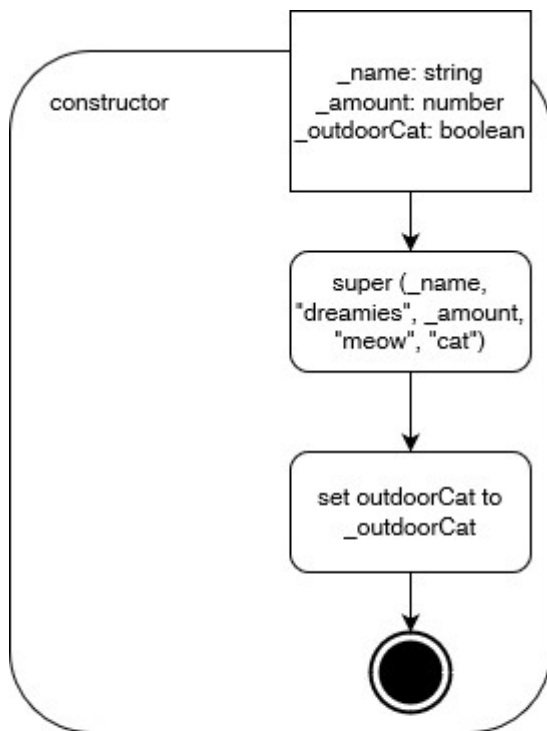 _name: string
_amount: number
_outdoorCat: boolean
constructor
super (_name,
"dreamies", _amount,
"meow", "cat")
set outdoorCat to
_outdoorCat